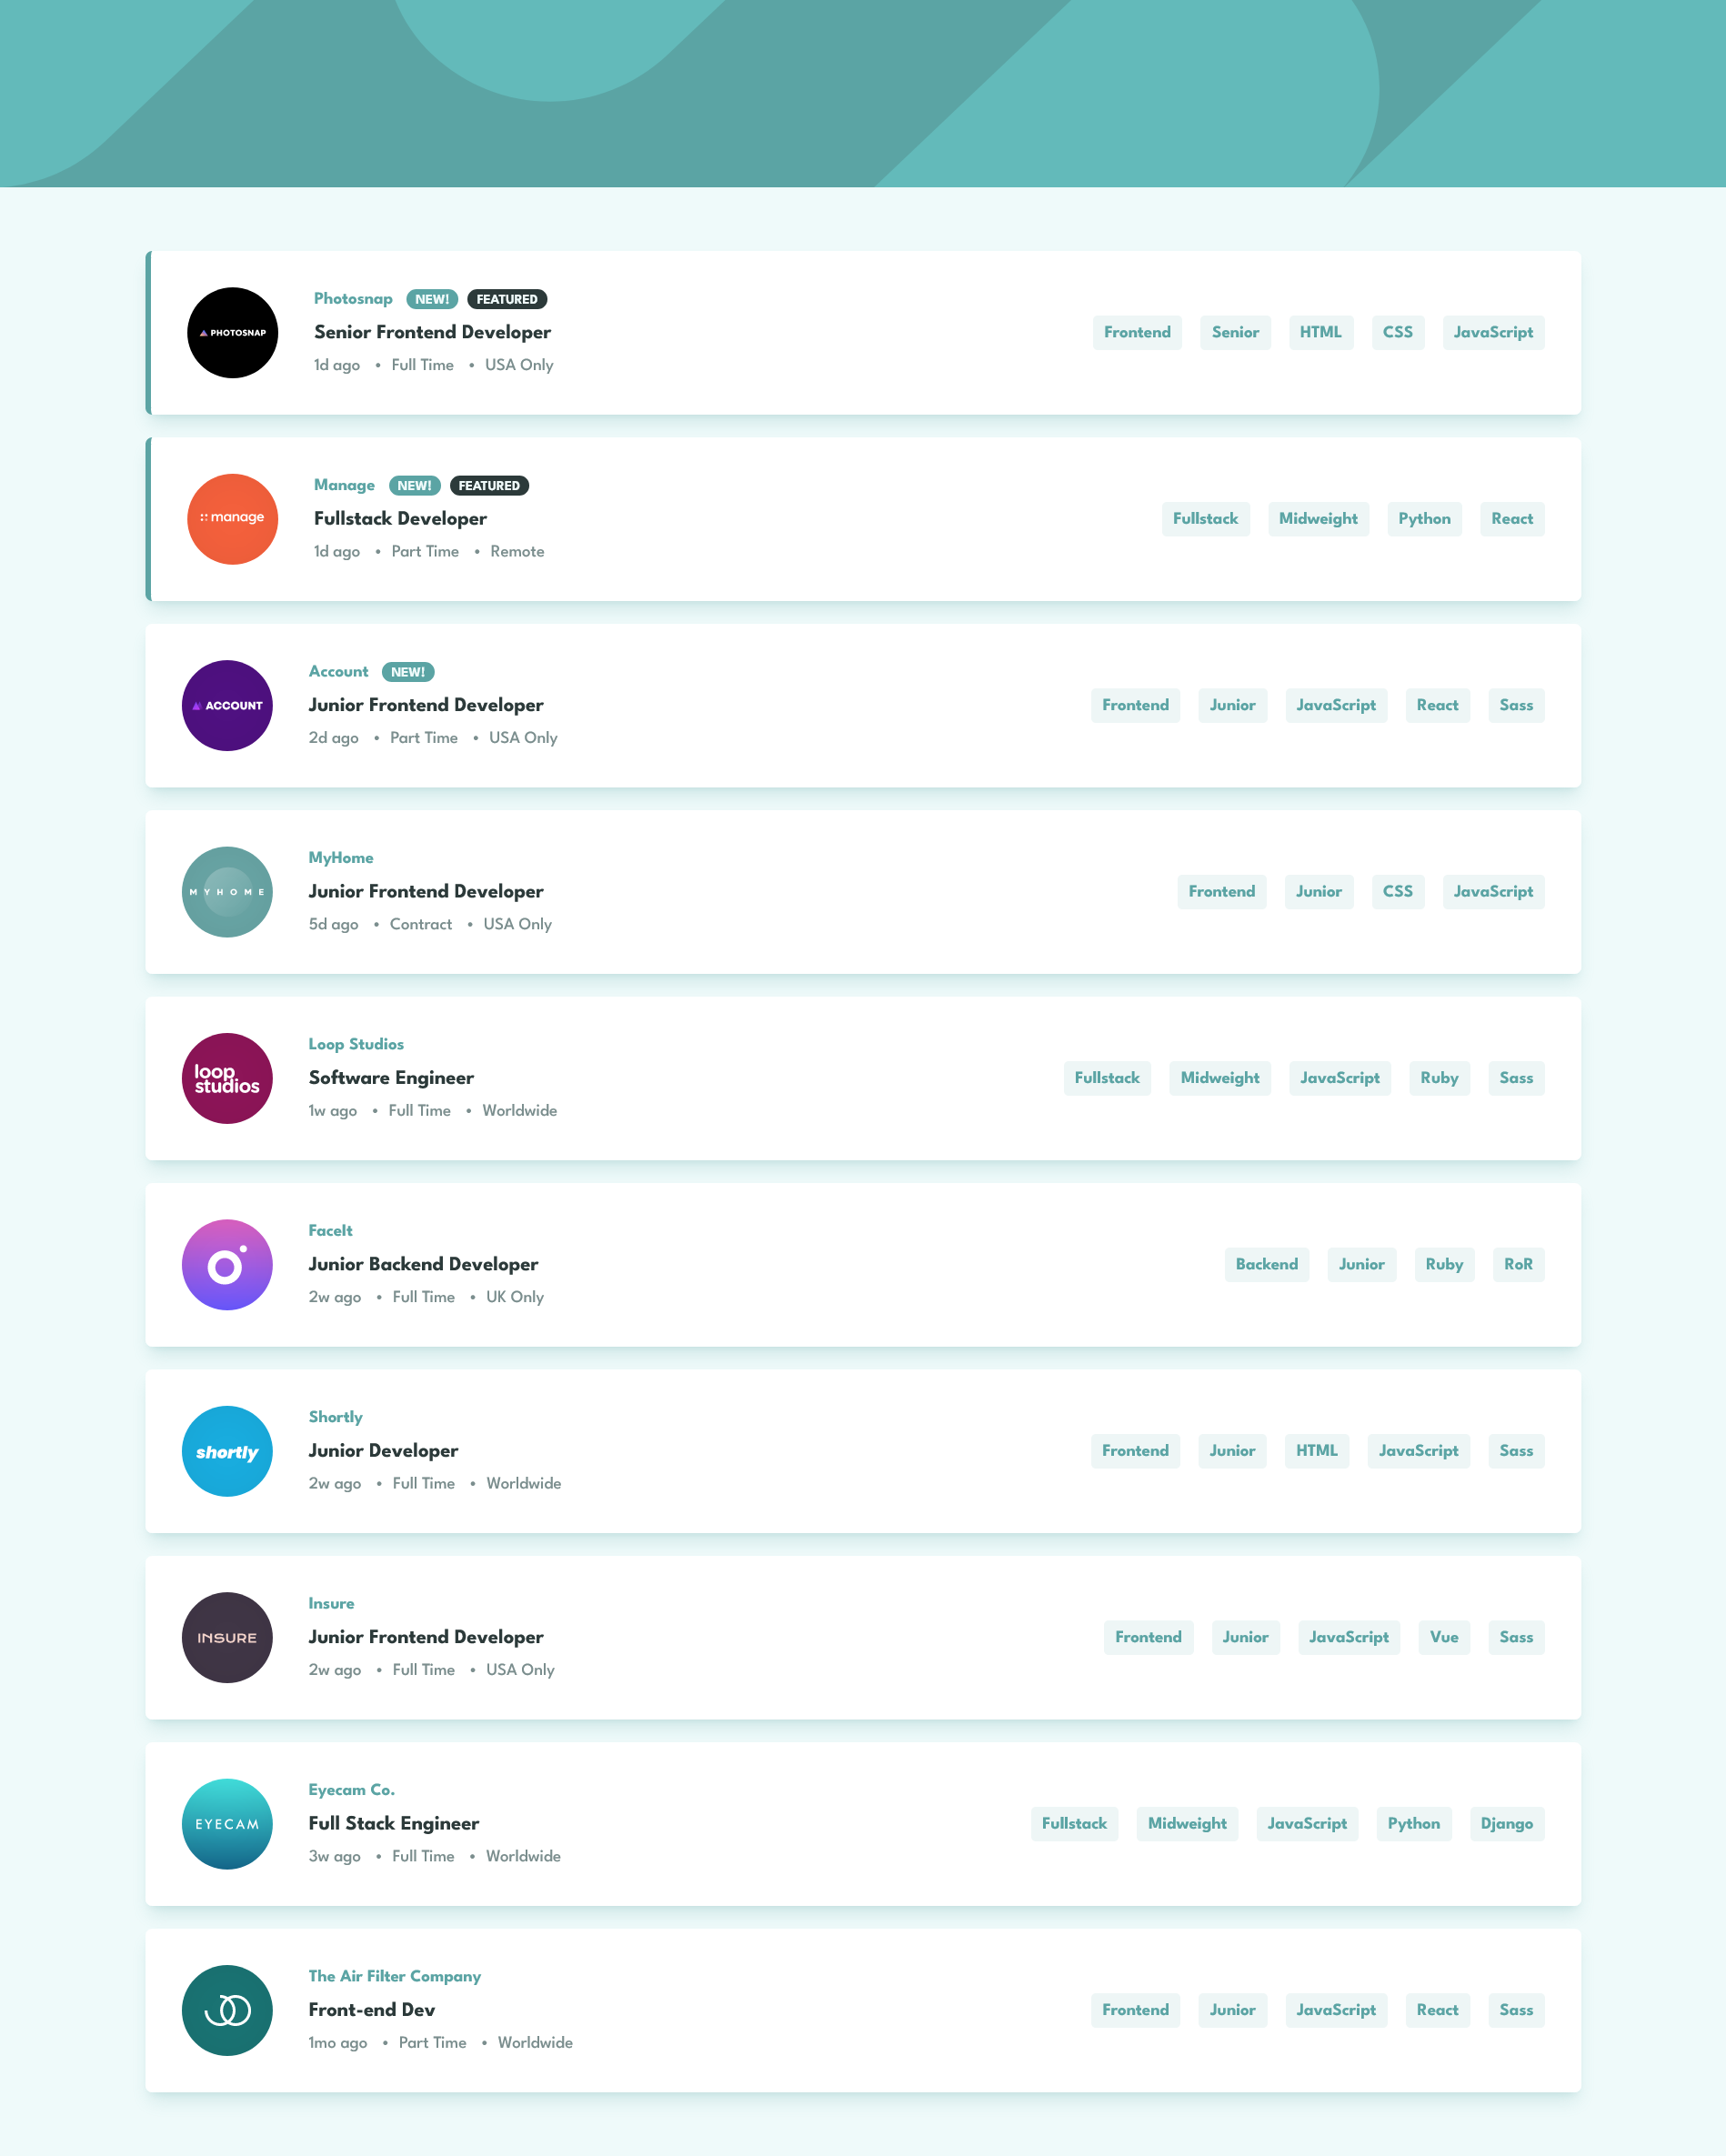 PHOTOSNAP
Photosnap NEW! FEATURED
Senior Frontend Developer
1d ago • Full Time • USA Only
Frontend Senior HTML CSS JavaScript
manage
Manage NEW! FEATURED
Fullstack Developer
1d ago • Part Time • Remote
Fullstack Midweight Python React
ACCOUNT
Account NEW!
Junior Frontend Developer
2d ago • Part Time • USA Only
Frontend Junior JavaScript React Sass
MYHOME
MyHome
Junior Frontend Developer
5d ago • Contract • USA Only
Frontend Junior CSS JavaScript
loop
studios
Loop Studios
Software Engineer
1w ago • Full Time • Worldwide
Fullstack Midweight JavaScript Ruby Sass
FaceIt
Junior Backend Developer
2w ago • Full Time • UK Only
Backend Junior Ruby RoR
shortly
Shortly
Junior Developer
2w ago • Full Time • Worldwide
Frontend Junior HTML JavaScript Sass
INSURE
Insure
Junior Frontend Developer
2w ago • Full Time • USA Only
Frontend Junior JavaScript Vue Sass
EYECAM
Eyecam Co.
Full Stack Engineer
3w ago • Full Time • Worldwide
Fullstack Midweight JavaScript Python Django
The Air Filter Company
Front-end Dev
1mo ago • Part Time • Worldwide
Frontend Junior JavaScript React Sass